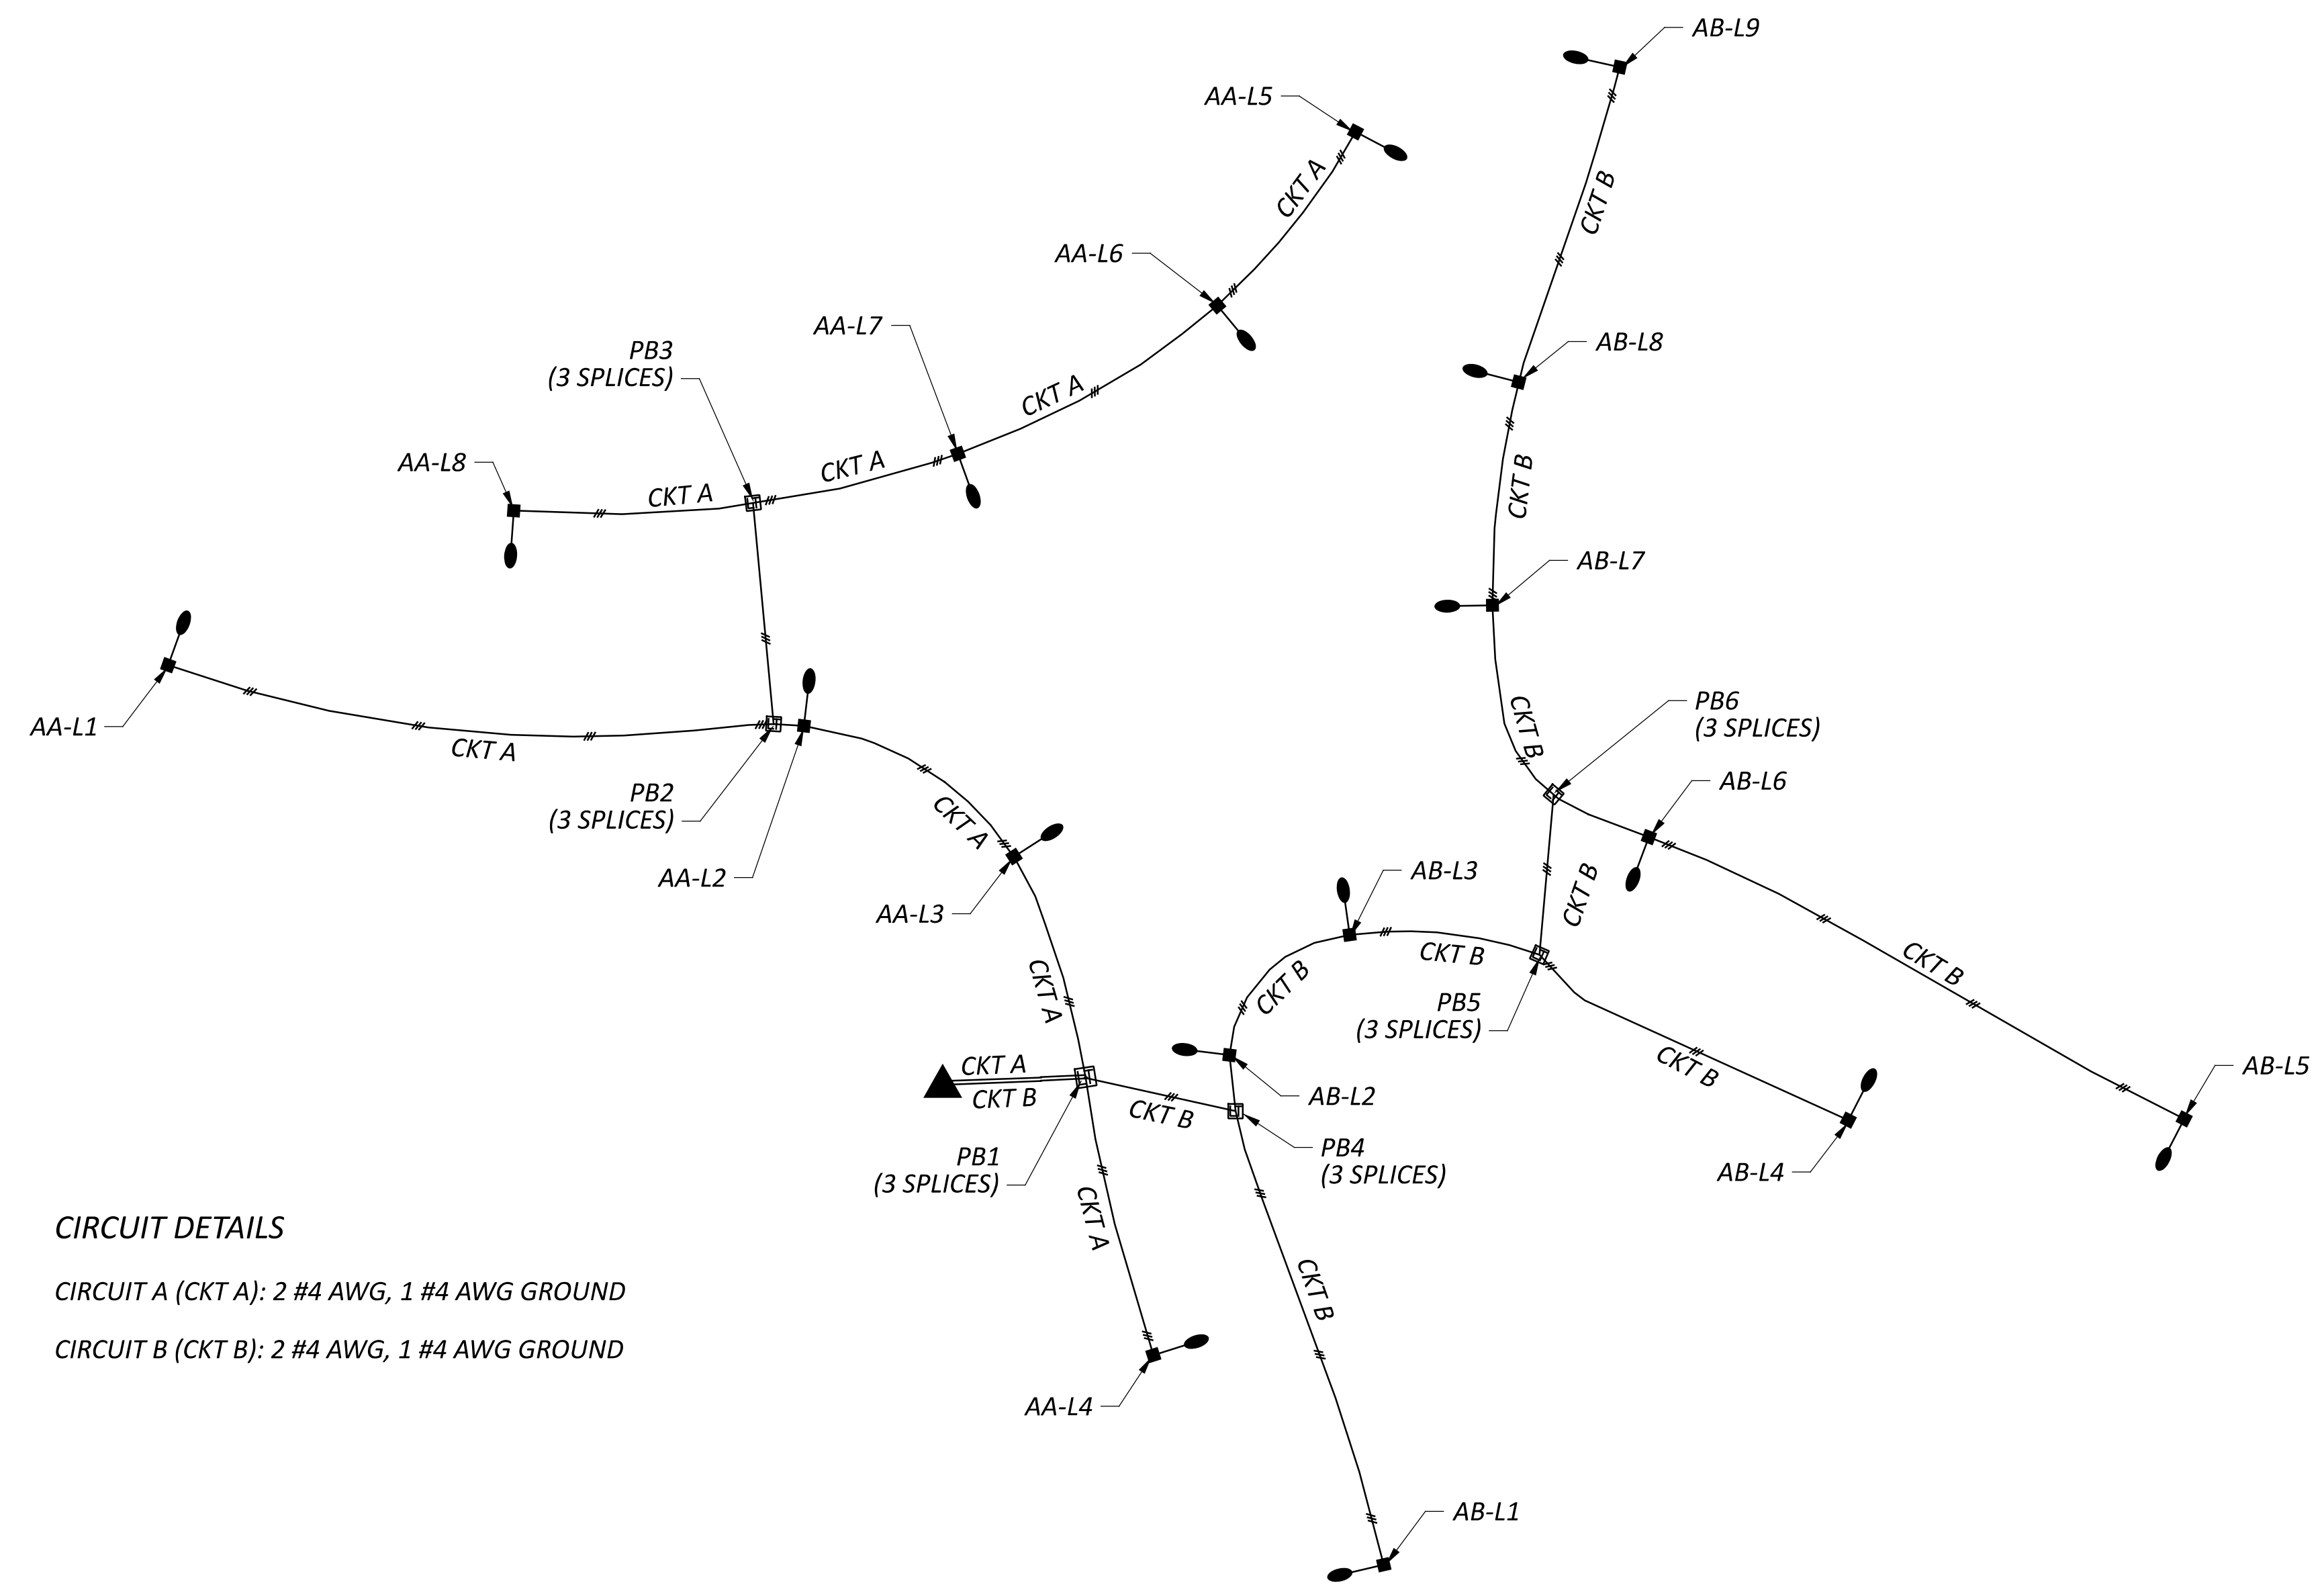 AB-L9
AA-L5
CKT A
CKT B
AA-L6
AA-L7
AB-L8
PB3
(3 SPLICES)
CKT A
AA-L8
CKT A
CKT A
CKT B
AB-L7
AA-L1
CKT A
PB2
(3 SPLICES)
AA-L2
CKT A
AA-L3
CKT B
PB6
(3 SPLICES)
AB-L6
AB-L3
CKT B
CKT B
CKT B
CKT B
PB5
(3 SPLICES)
CKT A
CKT A
CKT B
CKT B
AB-L2
CKT B
AB-L5
AB-L4
PB1
(3 SPLICES)
PB4
(3 SPLICES)
CKT A
CKT B
AA-L4
AB-L1
CIRCUIT DETAILS
CIRCUIT A (CKT A): 2 #4 AWG, 1 #4 AWG GROUND
CIRCUIT B (CKT B): 2 #4 AWG, 1 #4 AWG GROUND